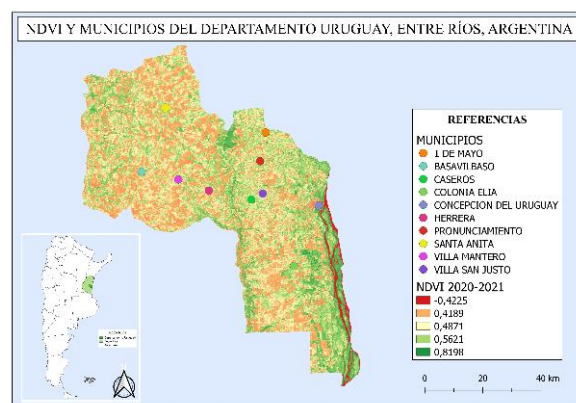 NDVI Y MUNICIPIOS DEL DEPARTAMENTO URUGUAY, ENTRE RÍOS, ARGENTINA
REFERENCIAS
MUNICIPIOS
1 DE MAYO
BASAVILBASO
CASEROS
COLONIA ELIA
CONCEPCION DEL URUGUAY
HERRERA
PRONUNCIAMIENTO
SANTA ANITA
VILLA MANTERO
VILLA SAN JUSTO
NDVI 2020-2021
-0,4225
0,4189
0,4871
0,5621
0,8198
0 20 40 km